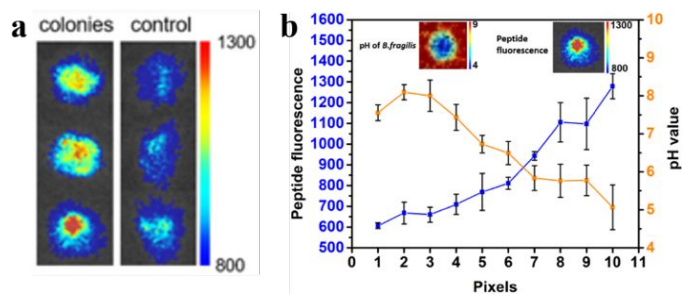 a
colonies control
1300
800
b
Peptide fluorescence
1600
1500
1400
1300
1200
1100
1000
900
800
700
600
500
pH of B.fragilis
9
4
Peptide
fluorescence
1300
800
10
9
8
7
6
5
4
pH value
0 1 2 3 4 5 6 7 8 9 10 11
Pixels